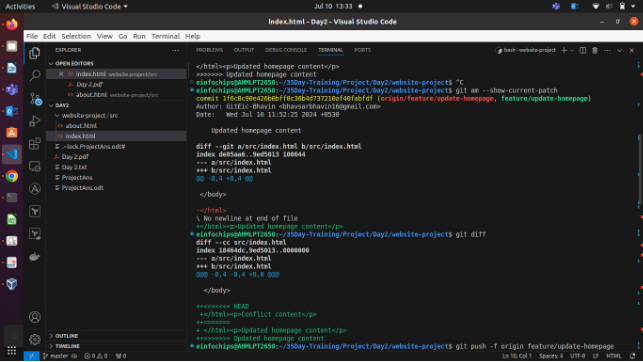 Activities
Visual Studio Code
Jul 10 13:33
index.html - Day2 - Visual Studio Code
File Edit Selection View Go Run Terminal Help
EXPLORER
OPEN EDITORS
index.html website-project/src
Day 2.pdf
about.html website-project/src
DAY2
website-project / src
about.html
index.html
.~lock.ProjectAns.odt#
Day 2.pdf
Day 2.txt
ProjectAns
ProjectAns.odt
OUTLINE
TIMELINE
PROBLEMS OUTPUT DEBUG CONSOLE TERMINAL PORTS
bash - website-project
</html><p>Updated homepage content</p>
>>>>>>> Updated homepage content
einfochips@AHMLPT2650:~/35Day-Training/Project/Day2/website-project$ ^C
einfochips@AHMLPT2650:~/35Day-Training/Project/Day2/website-project$ git am --show-current-patch
commit (origin/feature/update-homepage, feature/update-homepage)
Author: GitEic-Bhavin <bhavsarbhavin16@gmail.com>
Date: Wed Jul 10 11:52:25 2024 +0530
Updated homepage content
diff --git a/src/index.html b/src/index.html
index de85aa6..9ed5013 100644
--- a/src/index.html
+++ b/src/index.html
@@ -8,4 +8,4 @@
</body>
-</html>
\ No newline at end of file
+</html><p>Updated homepage content</p>
einfochips@AHMLPT2650:~/35Day-Training/Project/Day2/website-project$ git diff
diff --cc src/index.html
index 18464dc,9ed5013..0000000
--- a/src/index.html
+++ b/src/index.html
@@@ -8,4 -8,4 +8,8 @@@
</body>
++<<<<<<< HEAD
+</html><p>Conflict content</p>
++=======
+ </html><p>Updated homepage content</p>
++>>>>>>> Updated homepage content
einfochips@AHMLPT2650:~/35Day-Training/Project/Day2/website-project$ git push -f origin feature/update-homepage
master
0 0
0
Ln 10, Col 1 Spaces: 4 UTF-8 LF HTML